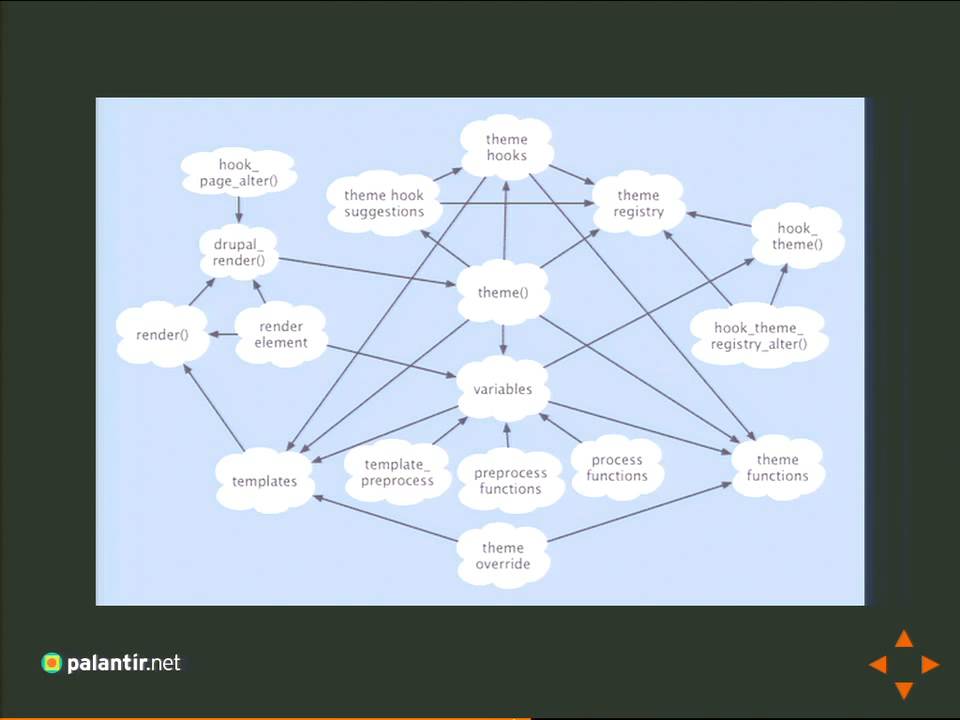 theme
hooks
hook_
page_alter()
theme hook
suggestions
theme
registry
hook_
theme()
drupal_
render()
theme()
render()
render
element
hook_theme_
registry_alter()
variables
templates
template_
preprocess
preprocess
functions
process
functions
theme
functions
theme
override
palantir.net